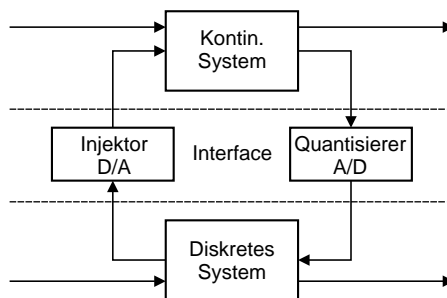 Kontin.
System
Injektor
D/A
Interface
Quantisierer
A/D
Diskretes
System